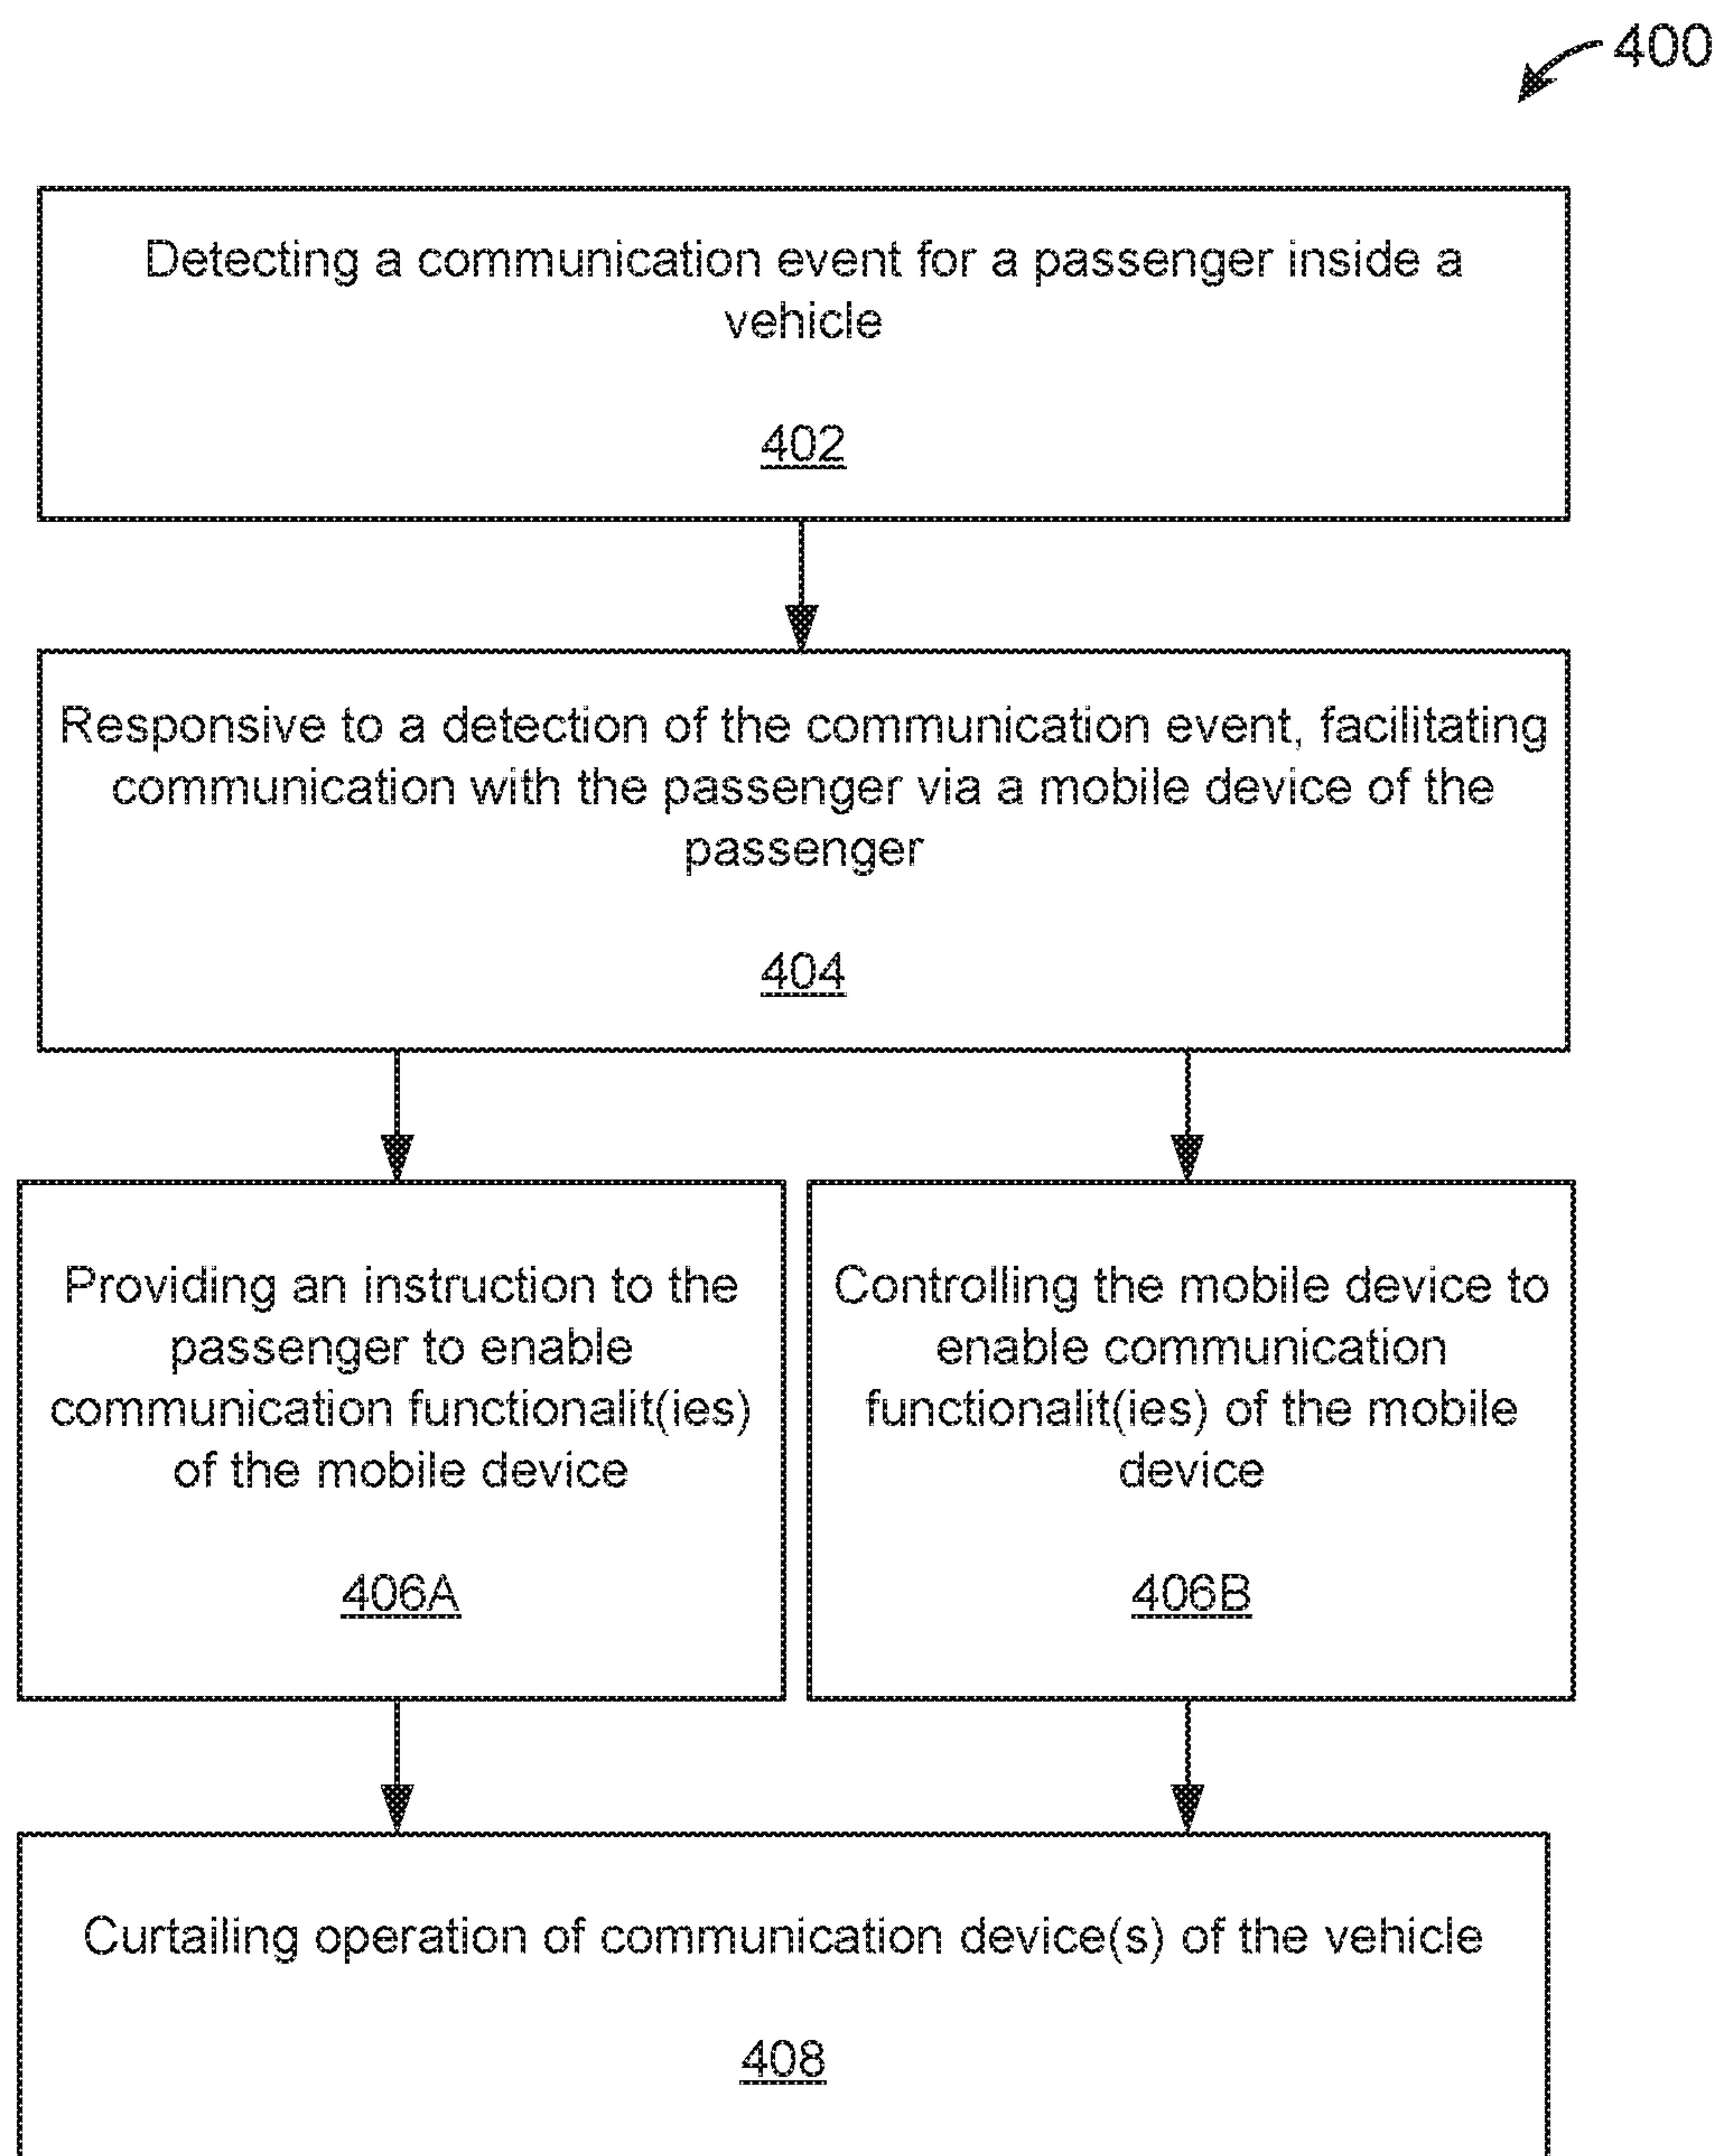 400
Detecting a communication event for a passenger inside a
vehicle
402
Responsive to a detection of the communication event, facilitating
communication with the passenger via a mobile device of the
passenger
404
Providing an instruction to the
passenger to enable
communication functionalit(ies)
of the mobile device
406A
Controlling the mobile device to
enable communication
functionalit(ies) of the mobile
device
406B
Curtailing operation of communication device(s) of the vehicle
408